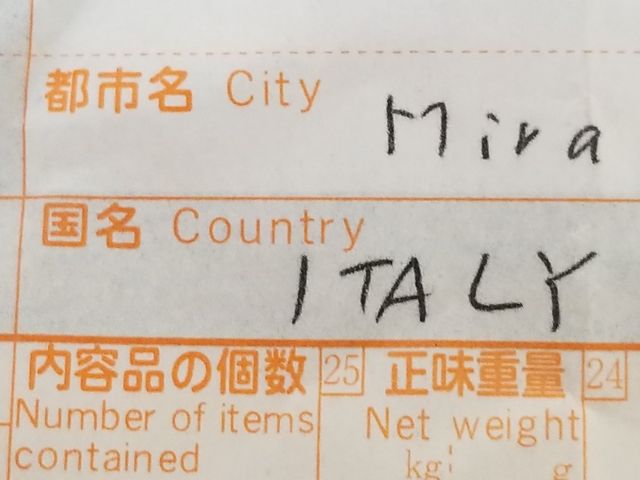 都市名 City Mira
国名 Country ITALY
内容品の個数 25 正味重量 24
Number of items Net weight
contained kg g